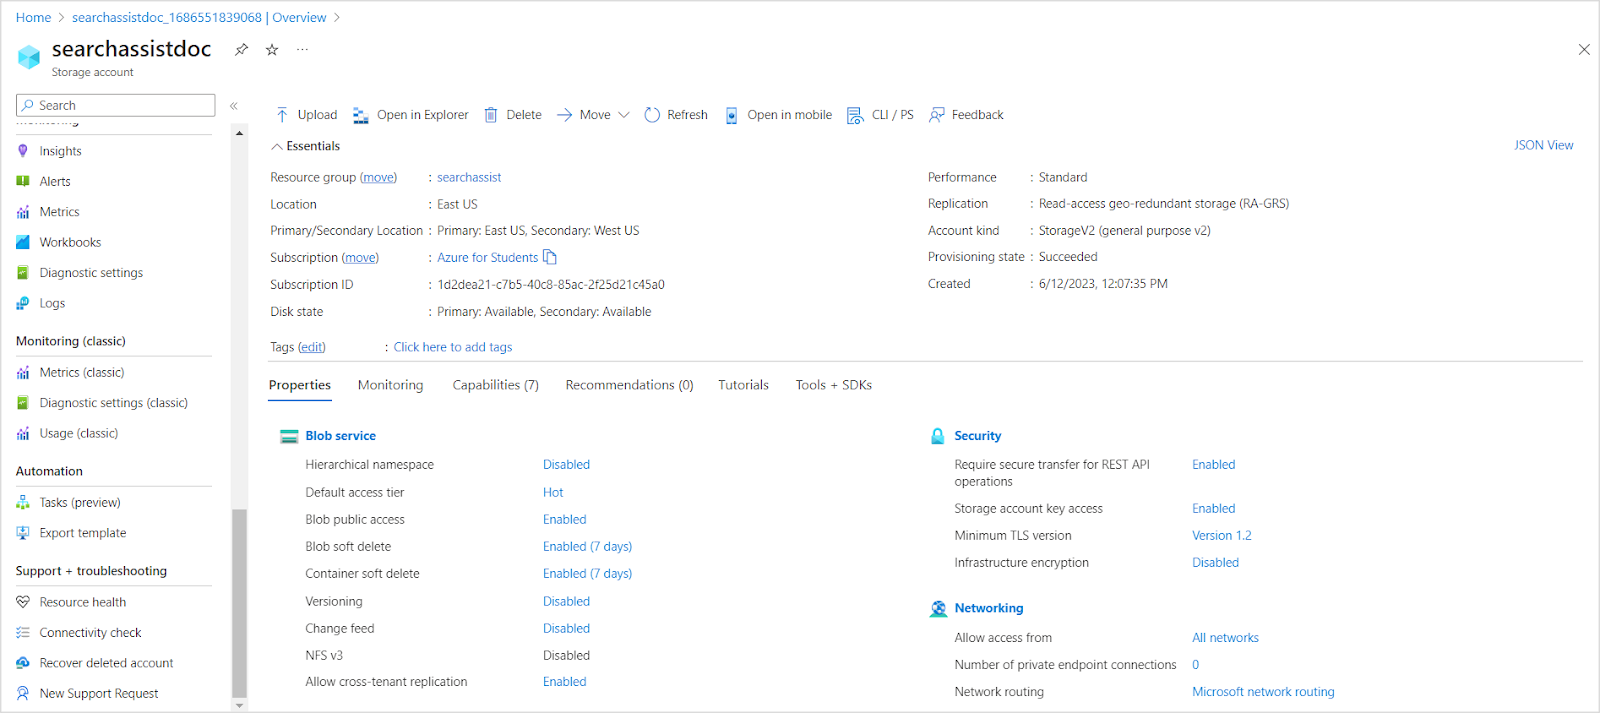 Home > searchassistdoc_1686551839068 | Overview >
searchassistdoc
Storage account
Search
«
Monitoring
Insights
Alerts
Metrics
Workbooks
Diagnostic settings
Logs
Monitoring (classic)
Metrics (classic)
Diagnostic settings (classic)
Usage (classic)
Automation
Tasks (preview)
Export template
Support + troubleshooting
Resource health
Connectivity check
Recover deleted account
New Support Request
Upload Open in Explorer Delete Move Refresh Open in mobile CLI / PS Feedback
Essentials
JSON View
Resource group (move) : searchassist
Location : East US
Primary/Secondary Location : Primary: East US, Secondary: West US
Subscription (move) : Azure for Students
Subscription ID : 1d2dea21-c7b5-40c8-85ac-2f25d21c45a0
Disk state : Primary: Available, Secondary: Available
Tags (edit) : Click here to add tags
Performance : Standard
Replication : Read-access geo-redundant storage (RA-GRS)
Account kind : StorageV2 (general purpose v2)
Provisioning state : Succeeded
Created : 6/12/2023, 12:07:35 PM
Properties Monitoring Capabilities (7) Recommendations (0) Tutorials Tools + SDKs
Blob service
Hierarchical namespace Disabled
Default access tier Hot
Blob public access Enabled
Blob soft delete Enabled (7 days)
Container soft delete Enabled (7 days)
Versioning Disabled
Change feed Disabled
NFS v3 Disabled
Allow cross-tenant replication Enabled
Security
Require secure transfer for REST API Enabled
operations
Storage account key access Enabled
Minimum TLS version Version 1.2
Infrastructure encryption Disabled
Networking
Allow access from All networks
Number of private endpoint connections 0
Network routing Microsoft network routing